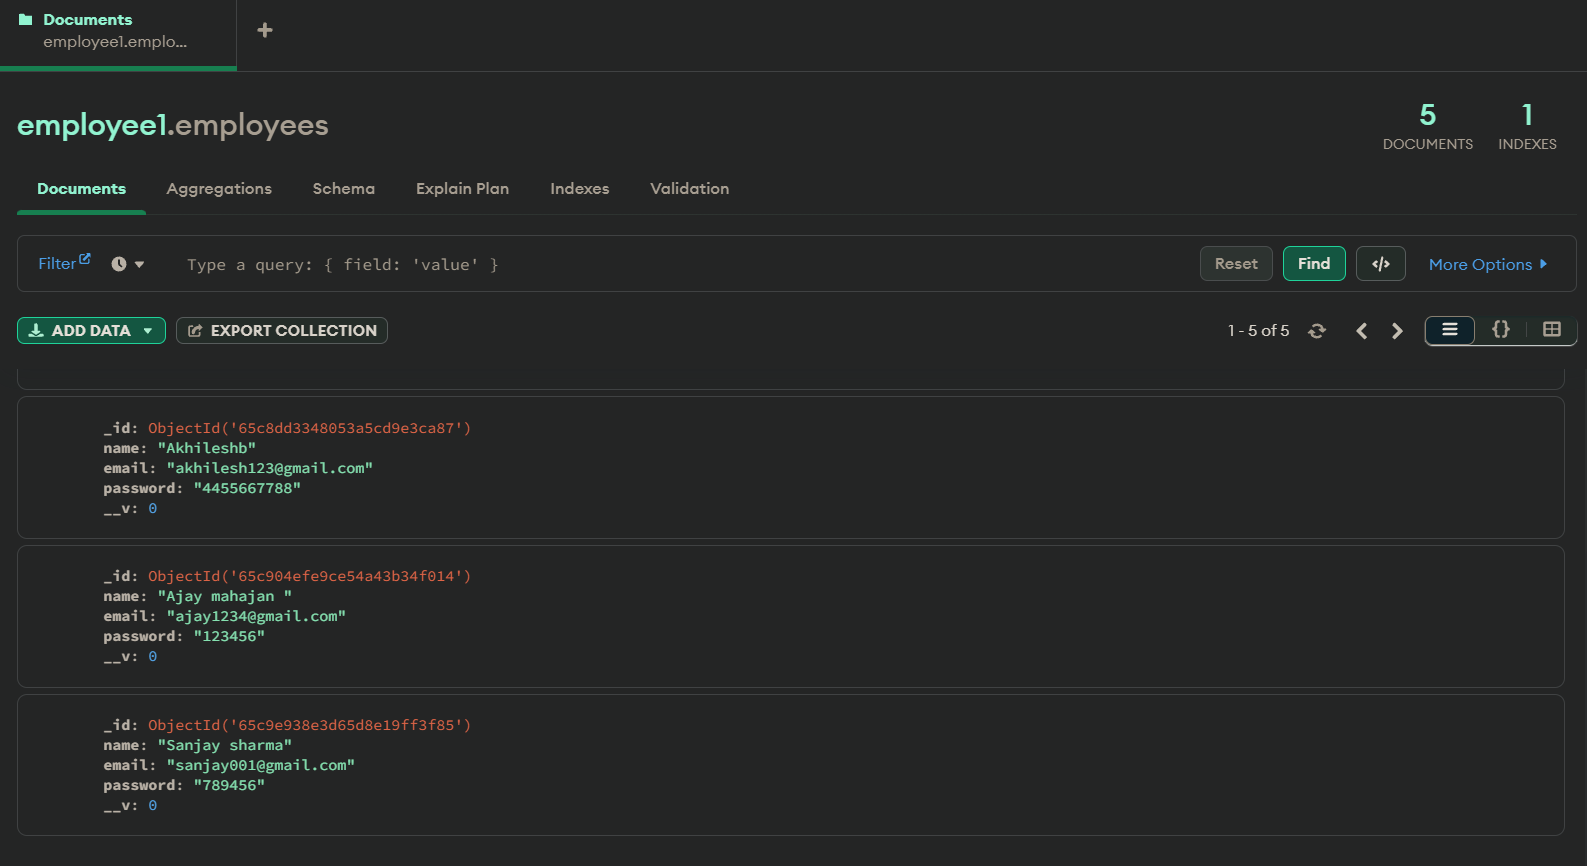 Documents
employee1.emplo...
employee1.employees
5
DOCUMENTS
1
INDEXES
Documents Aggregations Schema Explain Plan Indexes Validation
Filter Type a query: { field: 'value' } Reset Find </> More Options
ADD DATA EXPORT COLLECTION 1 - 5 of 5 {}
_id: ObjectId('65c8dd3348053a5cd9e3ca87')
name: "Akhileshb"
email: "akhilesh123@gmail.com"
password: "4455667788"
__v: 0
_id: ObjectId('65c904efe9ce54a43b34f014')
name: "Ajay mahajan "
email: "ajay1234@gmail.com"
password: "123456"
__v: 0
_id: ObjectId('65c9e938e3d65d8e19ff3f85')
name: "Sanjay sharma"
email: "sanjay001@gmail.com"
password: "789456"
__v: 0